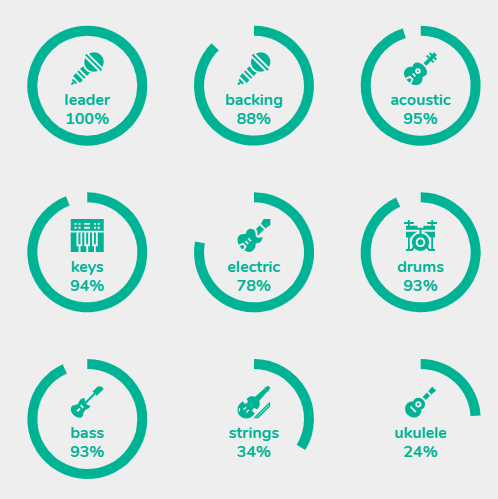 leader
100%
backing
88%
acoustic
95%
keys
94%
electric
78%
drums
93%
bass
93%
strings
34%
ukulele
24%